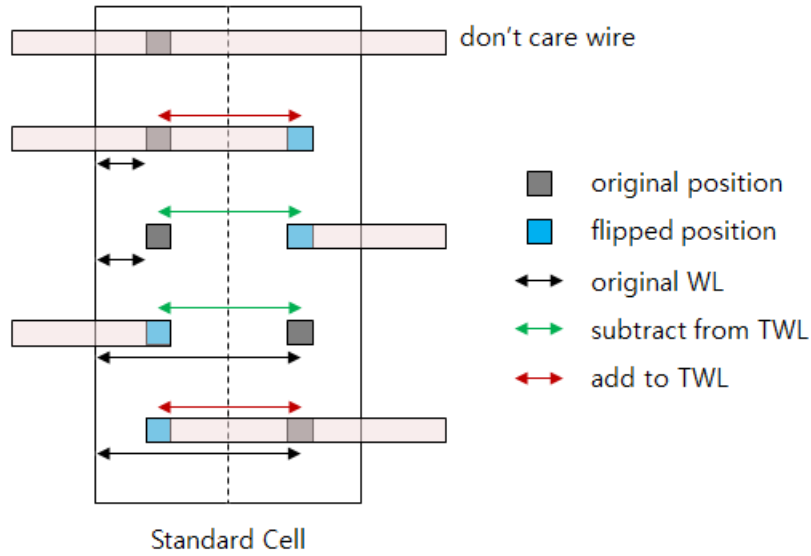 don't care wire
original position
flipped position
original WL
subtract from TWL
add to TWL
Standard Cell